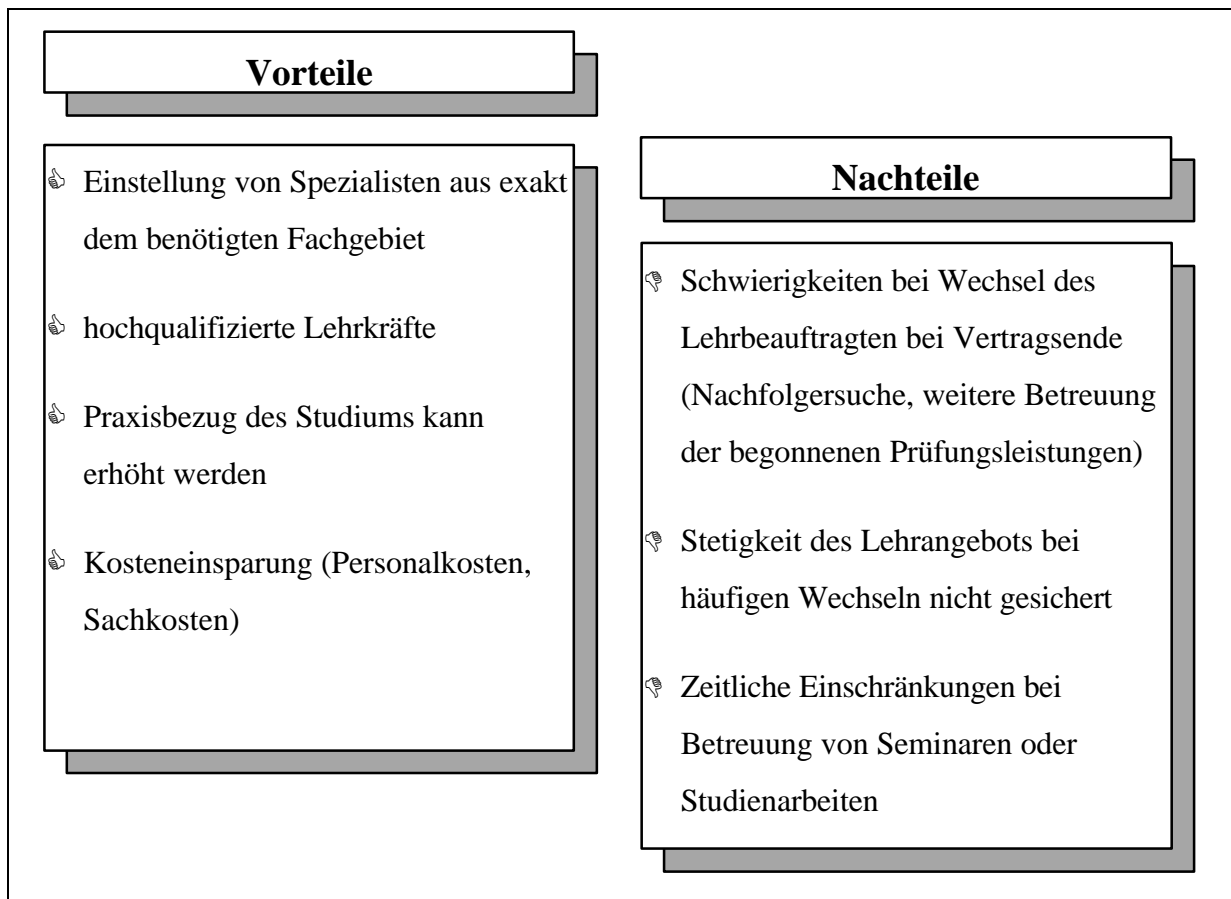 Vorteile
👍 Einstellung von Spezialisten aus exakt
dem benötigten Fachgebiet
👍 hochqualifizierte Lehrkräfte
👍 Praxisbezug des Studiums kann
erhöht werden
👍 Kosteneinsparung (Personalkosten,
Sachkosten)
Nachteile
👎 Schwierigkeiten bei Wechsel des
Lehrbeauftragten bei Vertragsende
(Nachfolgersuche, weitere Betreuung
der begonnenen Prüfungsleistungen)
👎 Stetigkeit des Lehrangebots bei
häufigen Wechseln nicht gesichert
👎 Zeitliche Einschränkungen bei
Betreuung von Seminaren oder
Studienarbeiten